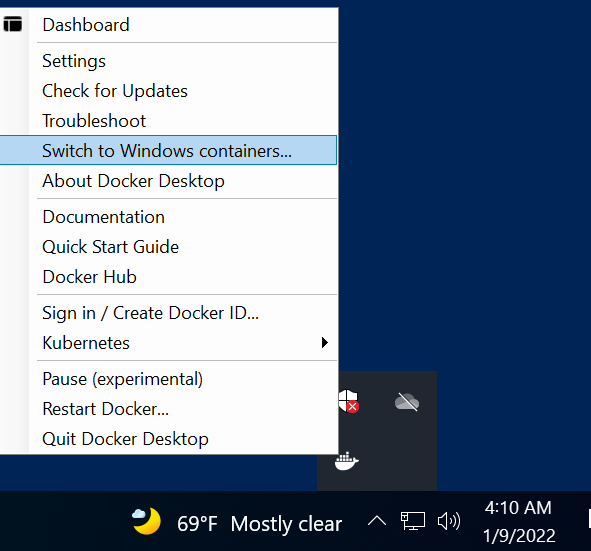 Dashboard
Settings
Check for Updates
Troubleshoot
Switch to Windows containers...
About Docker Desktop
Documentation
Quick Start Guide
Docker Hub
Sign in / Create Docker ID...
Kubernetes
Pause (experimental)
Restart Docker...
Quit Docker Desktop
69°F Mostly clear
4:10 AM
1/9/2022